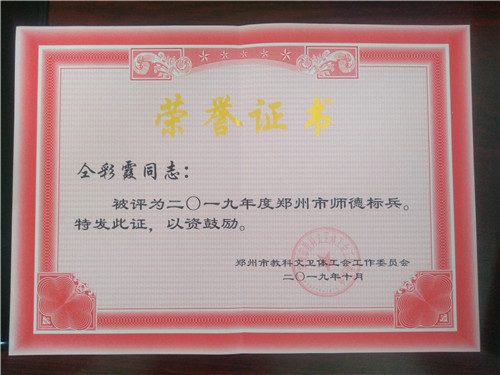 荣誉证书
仝彩霞同志：
被评为二〇一九年度郑州市师德标兵。
特发此证，以资鼓励。
郑州市教科文卫体工会工作委员会
二〇一九年十月